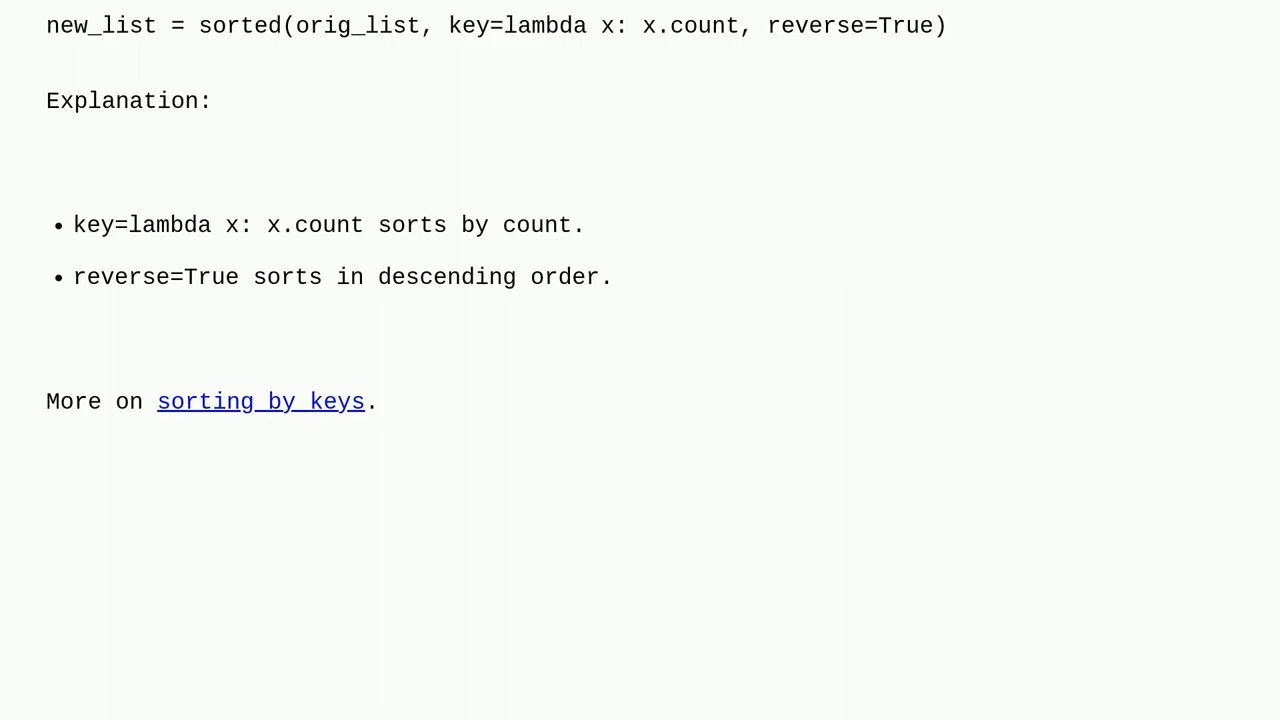 new_list = sorted(orig_list, key=lambda x: x.count, reverse=True)
Explanation:
• key=lambda x: x.count sorts by count.
• reverse=True sorts in descending order.
More on sorting by keys.